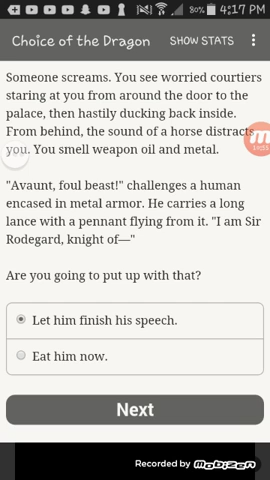 80% 4:17 PM
Choice of the Dragon SHOW STATS
Someone screams. You see worried courtiers
staring at you from around the door to the
palace, then hastily ducking back inside.
From behind, the sound of a horse distracts
you. You smell weapon oil and metal.
"Avaunt, foul beast!" challenges a human
encased in metal armor. He carries a long
lance with a pennant flying from it. "I am Sir
Rodegard, knight of—"
Are you going to put up with that?
Let him finish his speech.
Eat him now.
Next
Recorded by mobizen